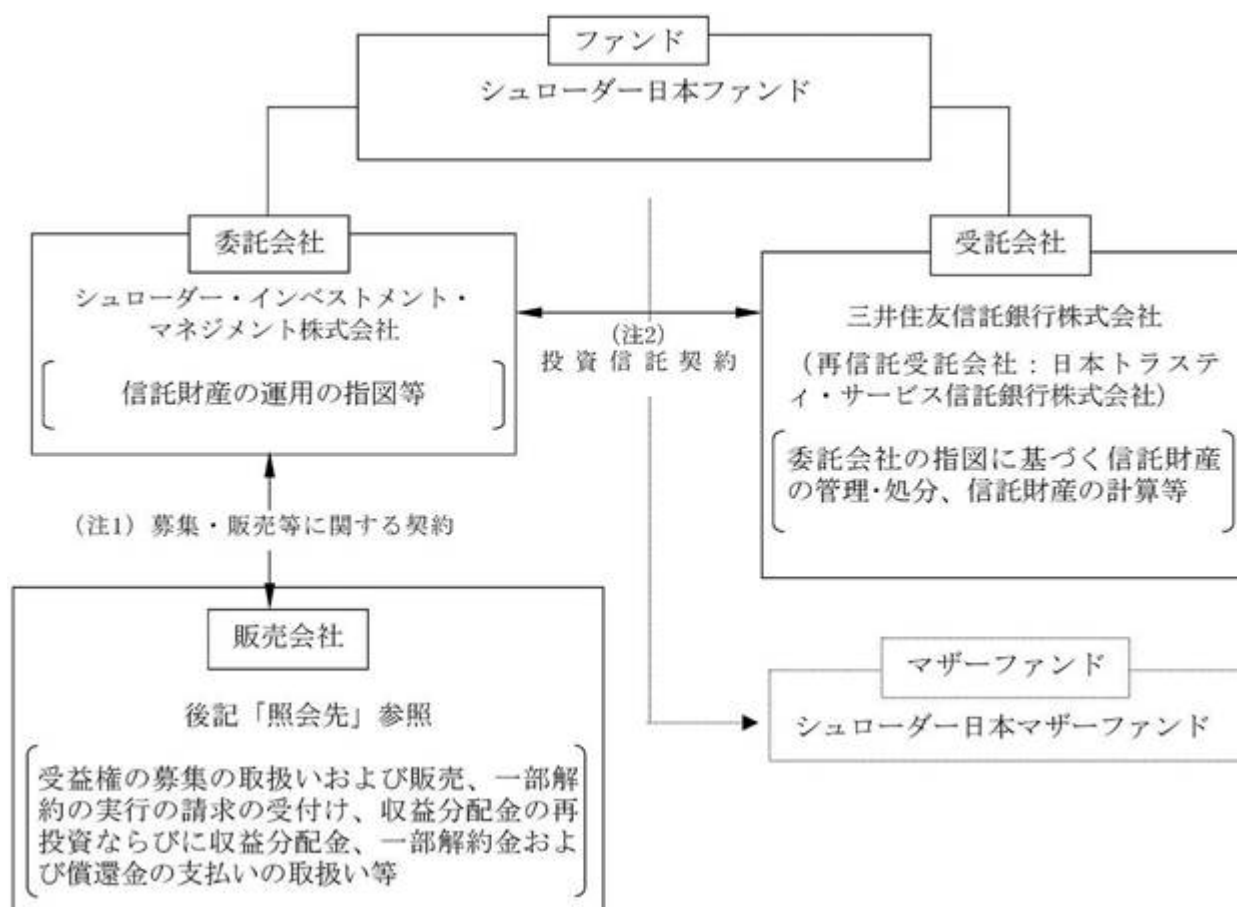 ファンド
シュローダー日本ファンド
委託会社
シュローダー・インベストメント・
マネジメント株式会社
信託財産の運用の指図等
(注2)
投資信託契約
受託会社
三井住友信託銀行株式会社
(再信託受託会社:日本トラスティ
・サービス信託銀行株式会社)
委託会社の指図に基づく信託財産
の管理・処分、信託財産の計算等
(注1) 募集・販売等に関する契約
販売会社
後記「照会先」参照
受益権の募集の取扱いおよび販売、一部解
約の実行の請求の受付け、収益分配金の再
投資ならびに収益分配金、一部解約金およ
び償還金の支払いの取扱い等
マザーファンド
シュローダー日本マザーファンド